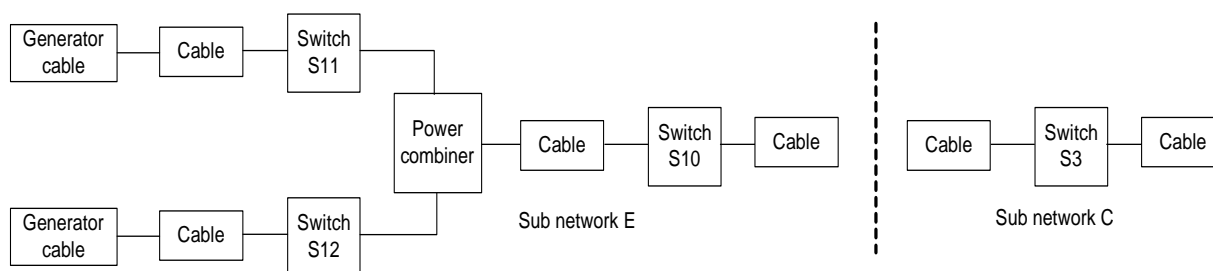 Generator
cable
Cable
Switch
S11
Power
combiner
Cable
Switch
S10
Cable
Cable
Switch
S3
Cable
Generator
cable
Cable
Switch
S12
Sub network E
Sub network C